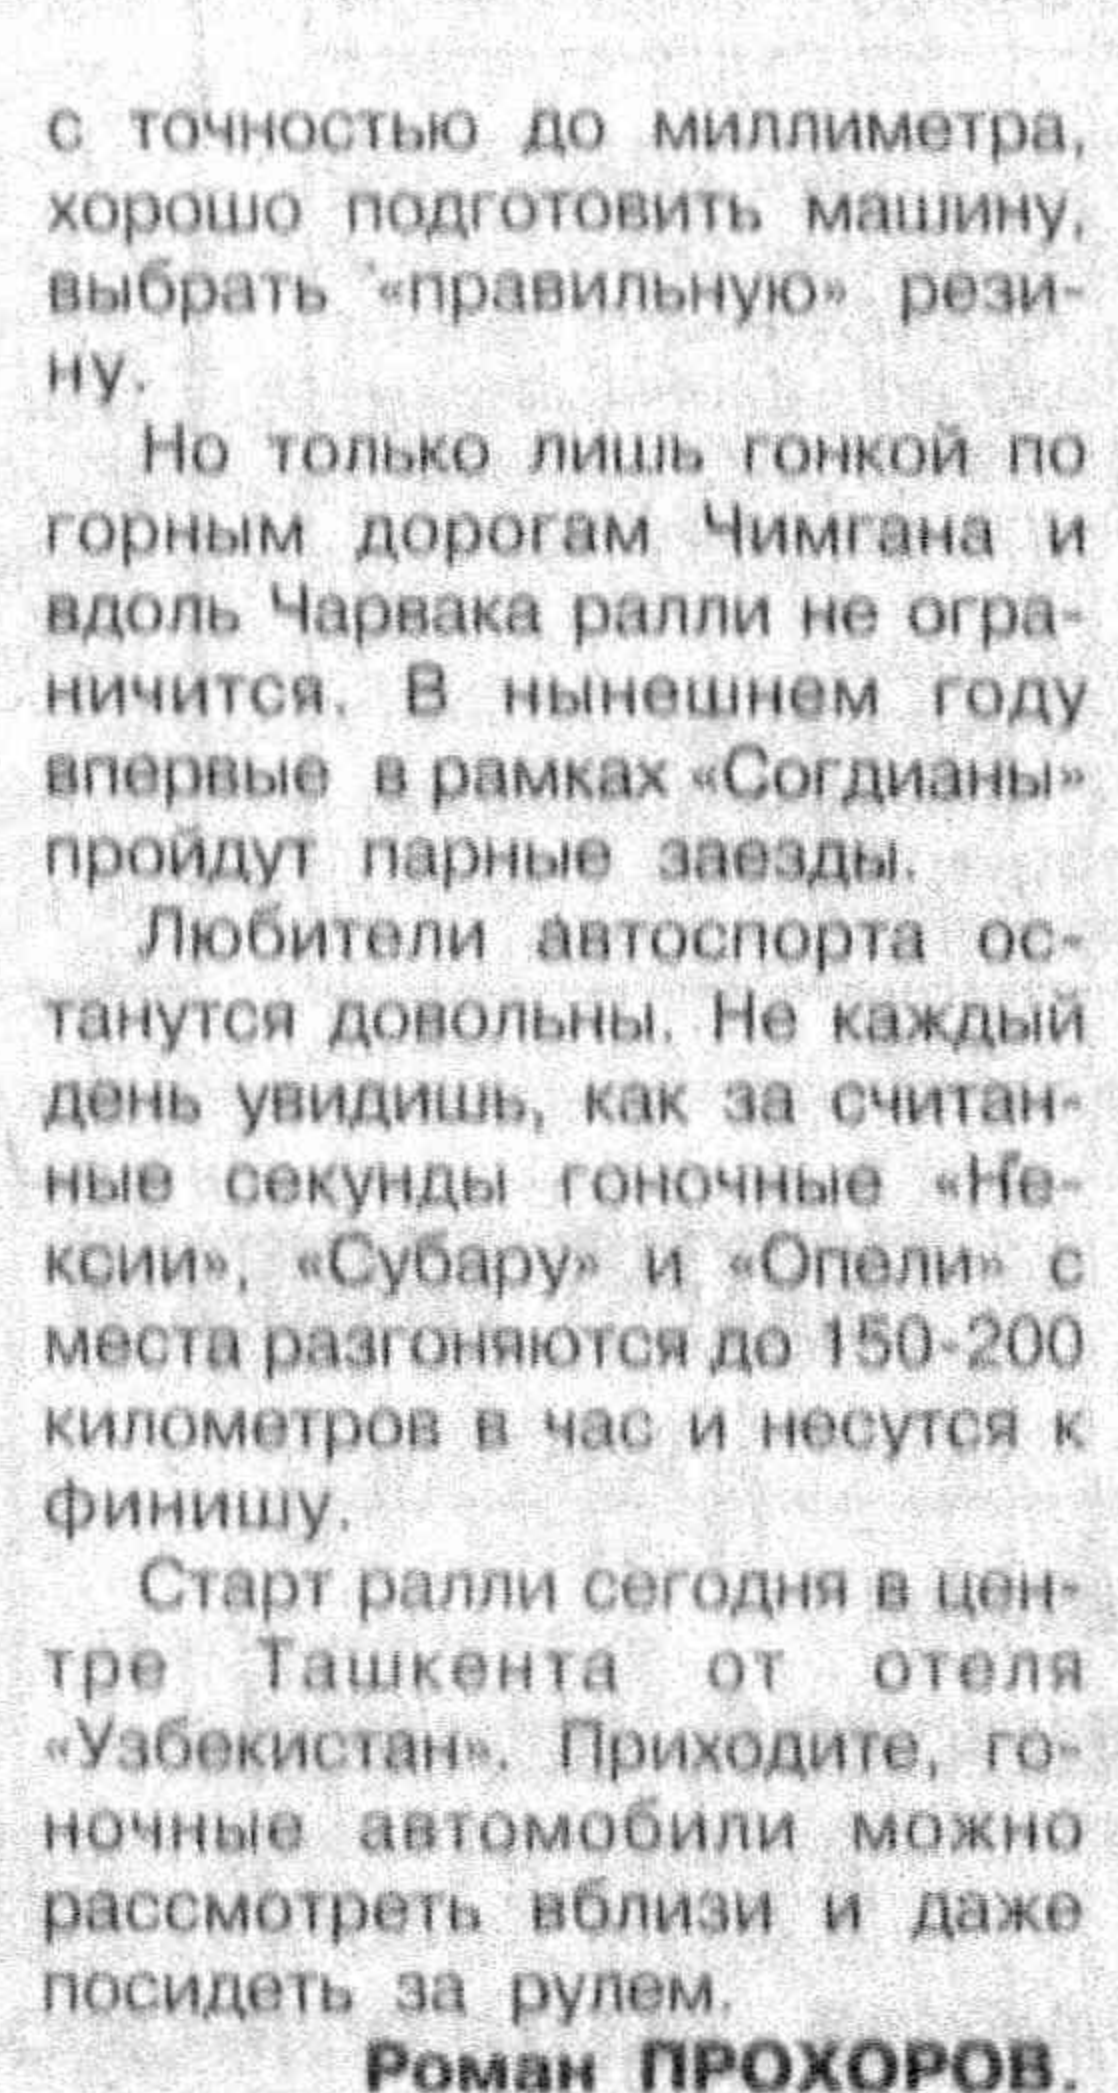 с точностью до миллиметра,
хорошо подготовить машину,
выбрать «правильную» рези-
ну.
Но только лишь гонкой по
горным дорогам Чимгана и
вдоль Чарвака ралли не огра-
ничится. В нынешнем году
впервые в рамках «Согдианы»
пройдут парные заезды.
Любители автоспорта ос-
танутся довольны. Не каждый
день увидишь, как за считан-
ные секунды гоночные «Не-
ксии», «Субару» и «Опели» с
места разгоняются до 150-200
километров в час и несутся к
финишу.
Старт ралли сегодня в цен-
тре Ташкента от отеля
«Узбекистан». Приходите, го-
ночные автомобили можно
рассмотреть вблизи и даже
посидеть за рулем.
Роман ПРОХОРОВ.